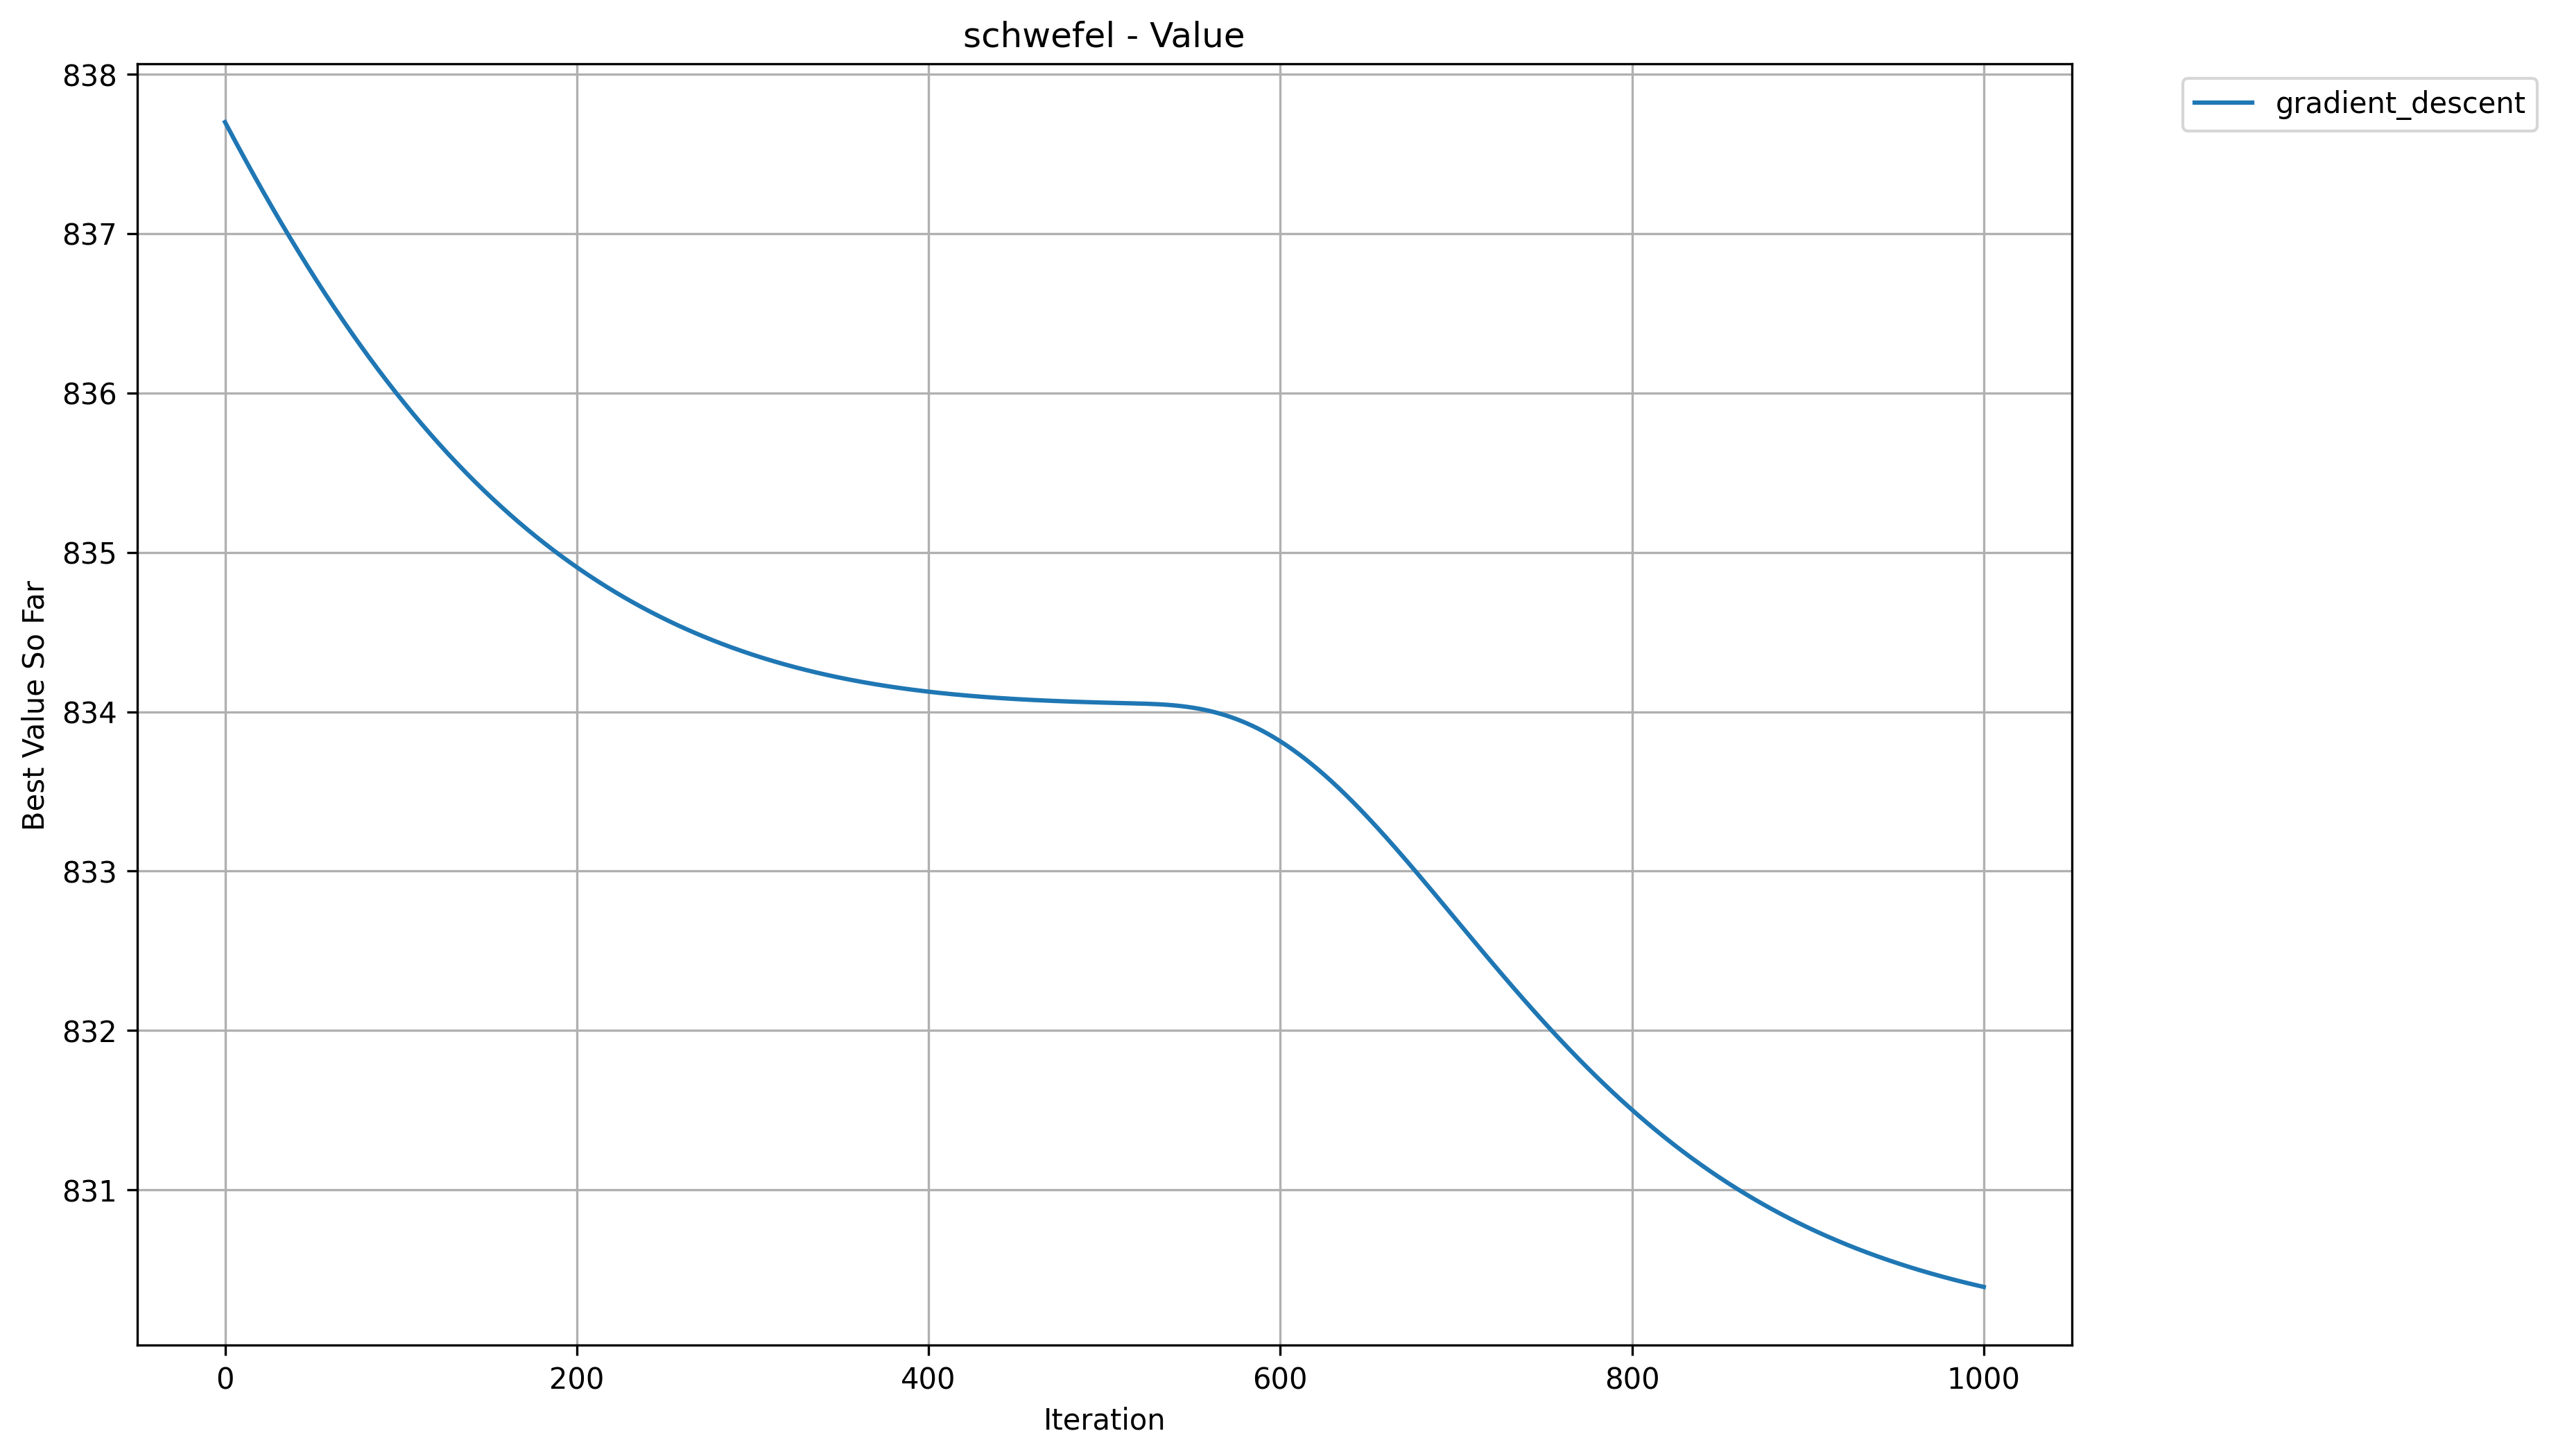 schwefel - Value
gradient_descent
Best Value So Far
838
837
836
835
834
833
832
831
0 200 400 600 800 1000
Iteration